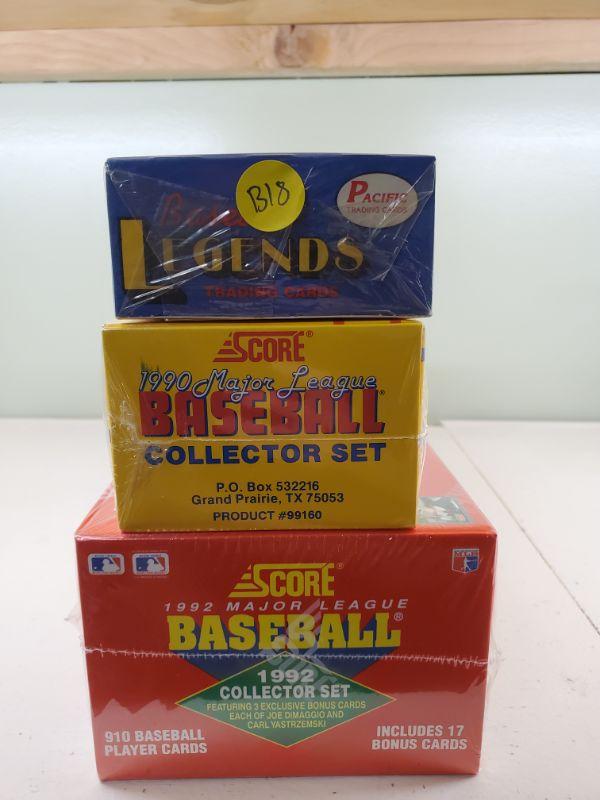 B18
PACIFIC
TRADING CARDS
LEGENDS
TRADING CARDS
SCORE®
1990 Major League
BASEBALL®
COLLECTOR SET
P.O. Box 532216
Grand Prairie, TX 75053
PRODUCT #99160
SCORE®
1992 MAJOR LEAGUE
BASEBALL®
1992
COLLECTOR SET
FEATURING 3 EXCLUSIVE BONUS CARDS
EACH OF JOE DIMAGGIO AND
CARL YASTRZEMSKI
910 BASEBALL
PLAYER CARDS
INCLUDES 17
BONUS CARDS